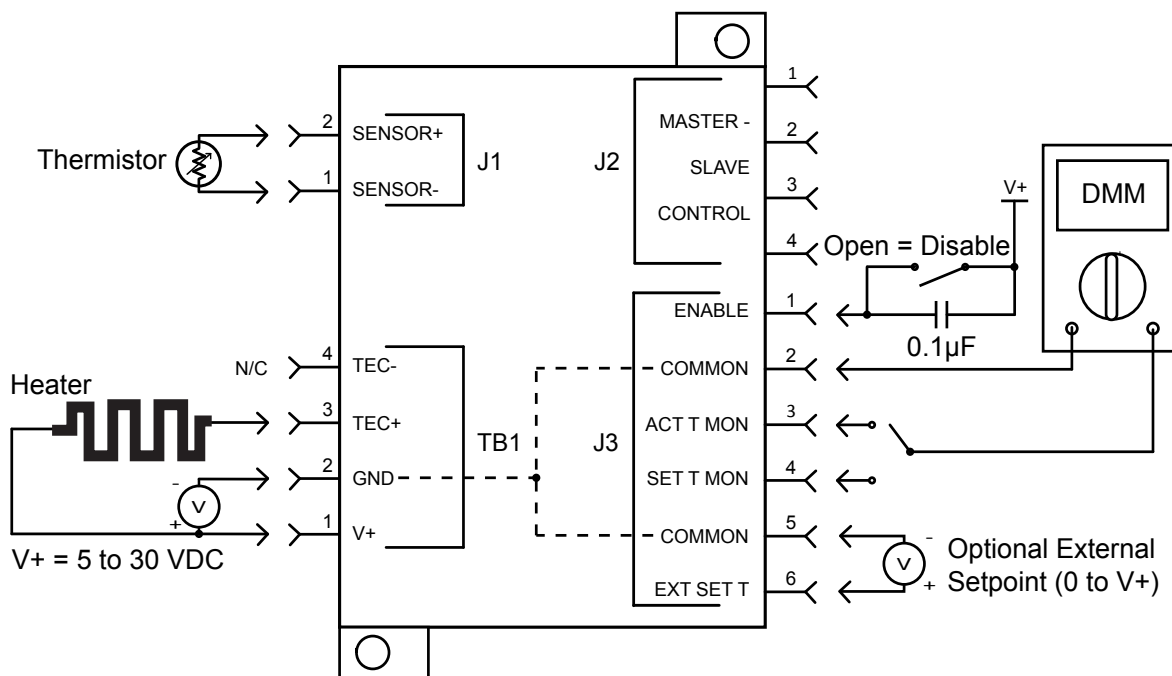 Thermistor
2
1
SENSOR+
SENSOR-
J1
J2
MASTER -
SLAVE
CONTROL
1
2
3
4
V+
DMM
Open = Disable
0.1µF
Heater
N/C
4
3
2
1
TEC-
TEC+
GND
V+
TB1
-
V
+
V+ = 5 to 30 VDC
J3
ENABLE
COMMON
ACT T MON
SET T MON
COMMON
EXT SET T
1
2
3
4
5
6
-
V
+
Optional External
Setpoint (0 to V+)